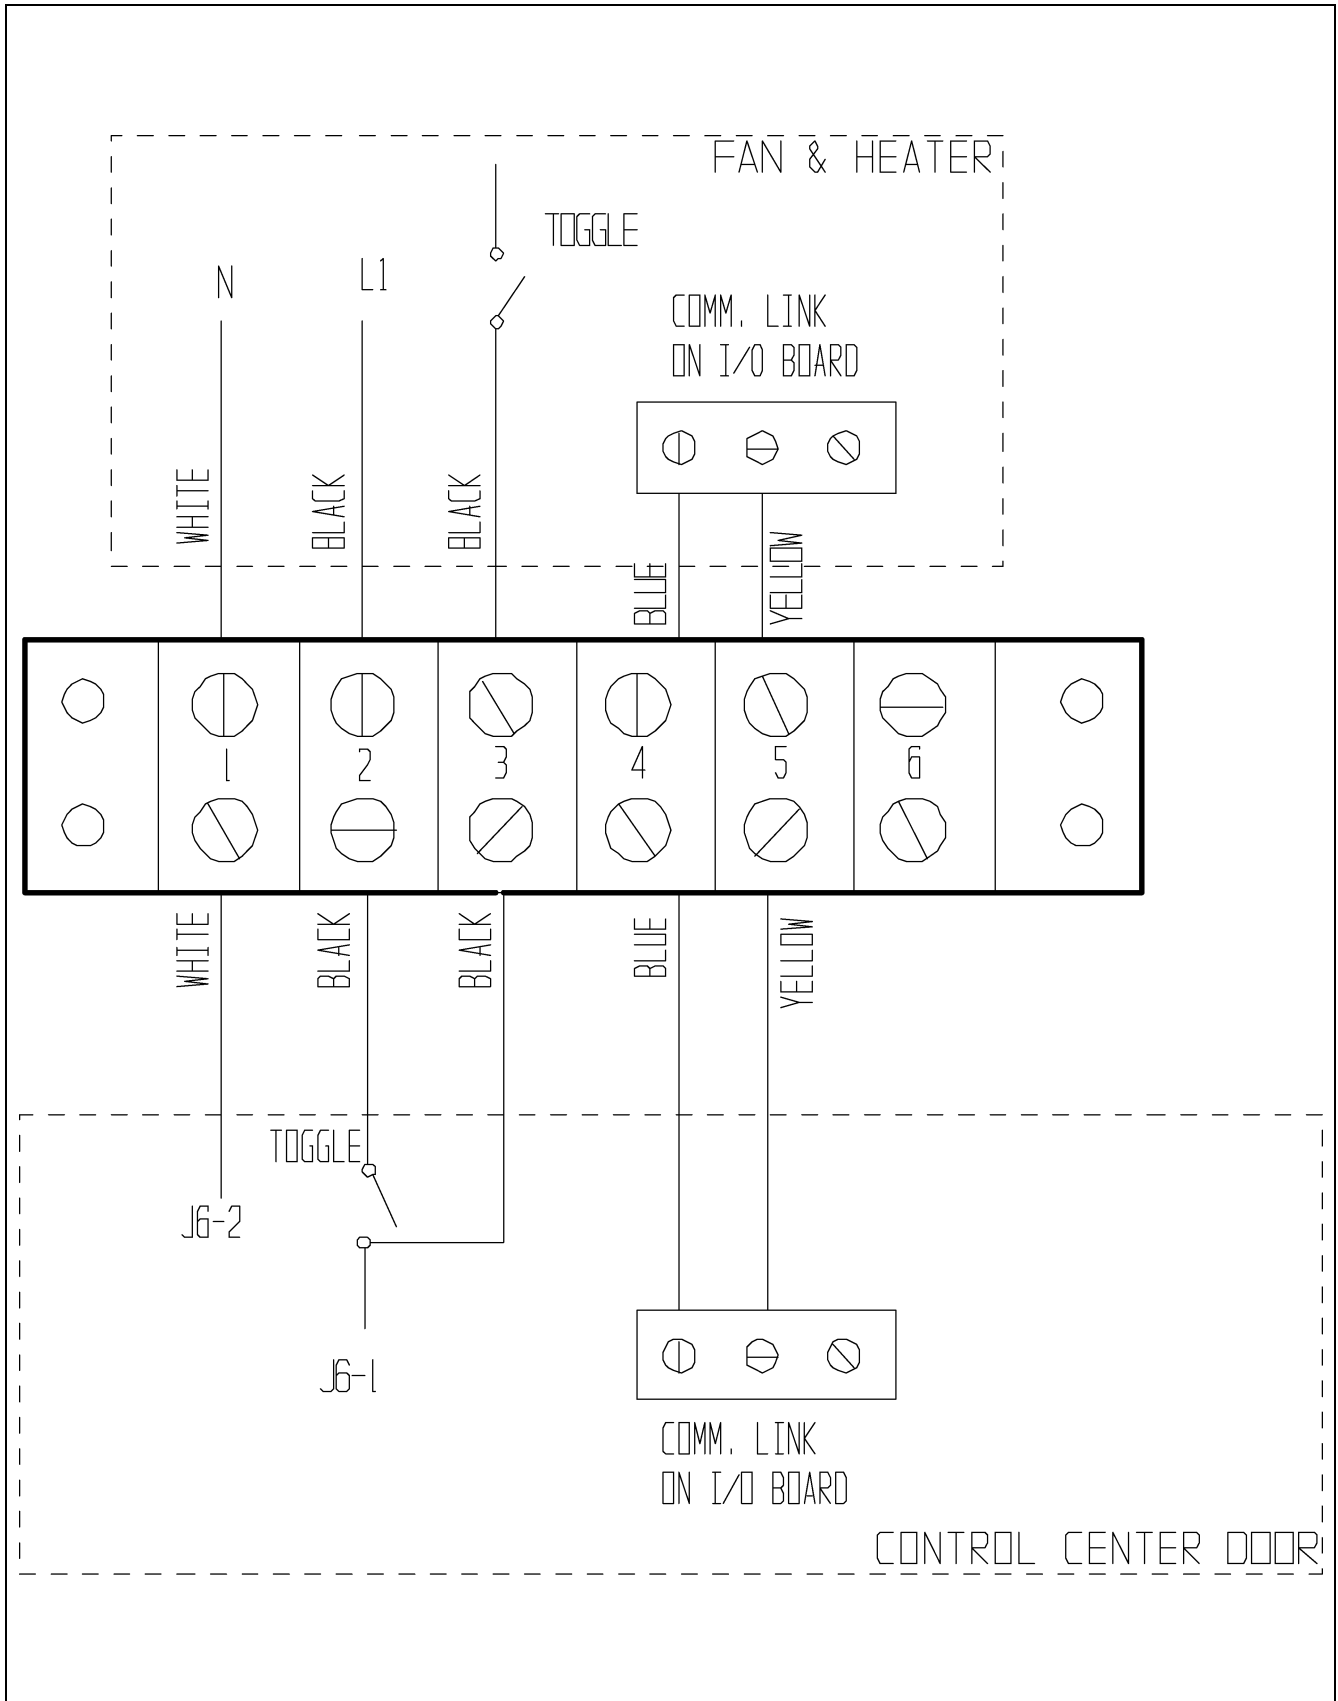 FAN & HEATER
TOGGLE
N
L1
COMM. LINK
ON I/O BOARD
WHITE
BLACK
BLACK
BLUE
YELLOW
1
2
3
4
5
6
WHITE
BLACK
BLACK
BLUE
YELLOW
TOGGLE
J6-2
J6-1
COMM. LINK
ON I/O BOARD
CONTROL CENTER DOOR